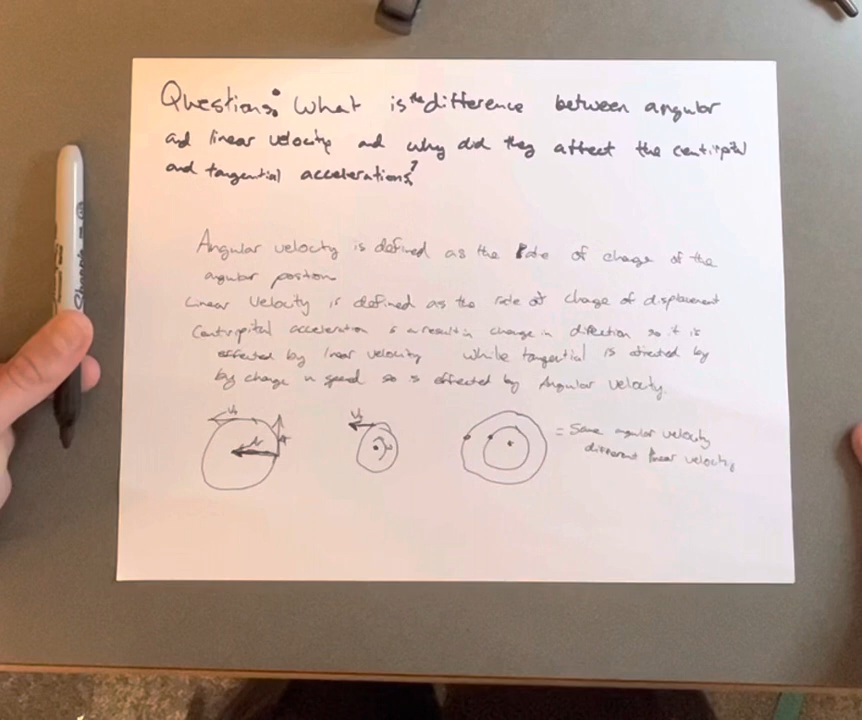 Question: What is the difference between angular
and linear velocity and why did they affect the centripital
and tangential accelerations?
Angular velocity is defined as the Rate of change of the
angular position
Linear Velocity is defined as the rate of change of displacement
Centripital acceleration is a result in change in direction so it is
effected by linear velocity while tangential is atrected by
by change in speed so is effected by Angular Velocity.
= Same angular velocity
different linear velocity
Sharpie